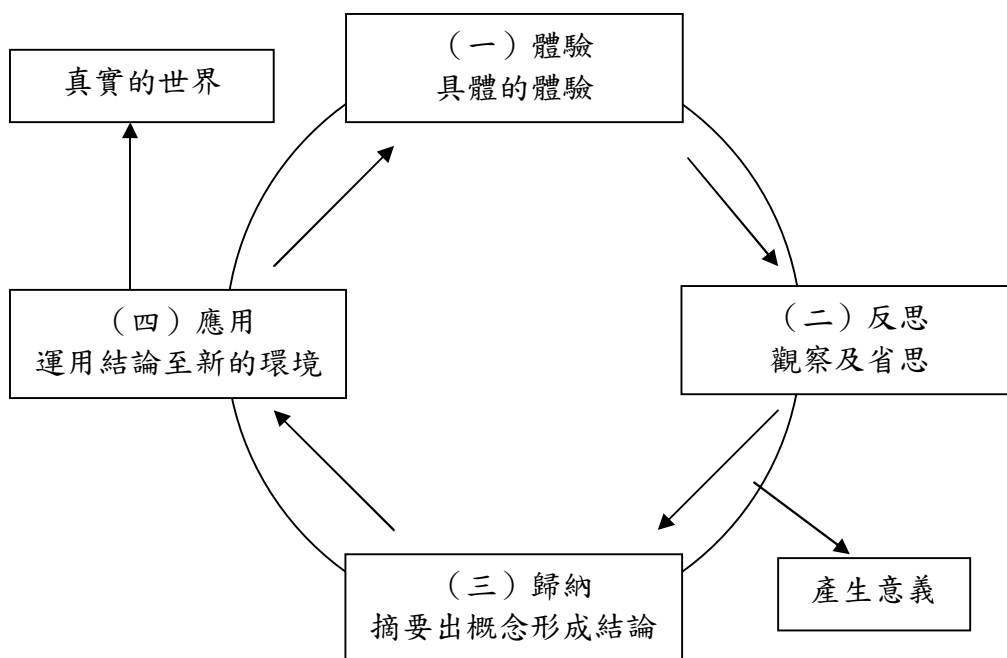 （一）體驗
具體的體驗
真實的世界
（四）應用
運用結論至新的環境
（二）反思
觀察及省思
（三）歸納
摘要出概念形成結論
產生意義